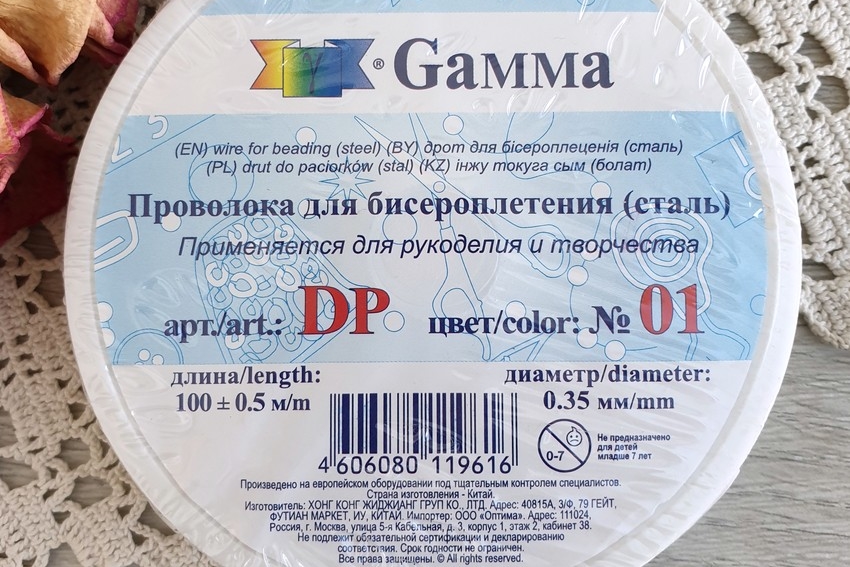 γ ® Gамма
(EN) wire for beading (steel) (BY) дрот для бісероплеценія (сталь)
(PL) drut do paciorków (stal) (KZ) інжу токуга сым (болат)
Проволока для бисероплетения (сталь)
Применяется для рукоделия и творчества
арт./art.: DP цвет/color: № 01
длина/length: диаметр/diameter:
100 ± 0.5 м/m 0.35 мм/mm
0-7
Не предназначено
для детей
младше 7 лет
4 606080 119616
Произведено на европейском оборудовании под тщательным контролем специалистов.
Страна изготовления - Китай.
Изготовитель: ХОНГ КОНГ ЖИДЖИАНГ ГРУП КО., ЛТД. Адрес: 40815А, 3/Ф, 79 ГЕЙТ,
ФУТИАН МАРКЕТ, ИУ, КИТАЙ. Импортер: ООО «Оптима». Адрес: 111024,
Россия, г. Москва, улица 5-я Кабельная, д. 3, корпус 1, этаж 2, кабинет 38.
Не подлежит обязательной сертификации и декларированию
соответствия. Срок годности не ограничен.
Все права защищены. © All rights reserved.